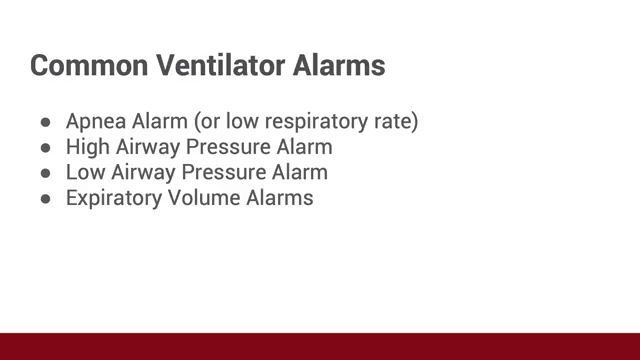 Common Ventilator Alarms
● Apnea Alarm (or low respiratory rate)
● High Airway Pressure Alarm
● Low Airway Pressure Alarm
● Expiratory Volume Alarms